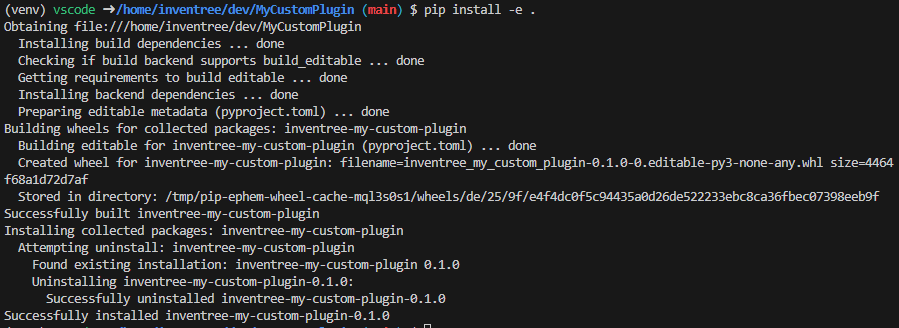 (venv) vscode ➜/home/inventree/dev/MyCustomPlugin (main) $ pip install -e .
Obtaining file:///home/inventree/dev/MyCustomPlugin
Installing build dependencies ... done
Checking if build backend supports build_editable ... done
Getting requirements to build editable ... done
Installing backend dependencies ... done
Preparing editable metadata (pyproject.toml) ... done
Building wheels for collected packages: inventree-my-custom-plugin
Building editable for inventree-my-custom-plugin (pyproject.toml) ... done
Created wheel for inventree-my-custom-plugin: filename=inventree_my_custom_plugin-0.1.0-0.editable-py3-none-any.whl size=4464
f68a1d72d7af
Stored in directory: /tmp/pip-ephem-wheel-cache-mql3s0s1/wheels/de/25/9f/e4f4dc0f5c94435a0d26de522233ebc8ca36fbec07398eeb9f
Successfully built inventree-my-custom-plugin
Installing collected packages: inventree-my-custom-plugin
Attempting uninstall: inventree-my-custom-plugin
Found existing installation: inventree-my-custom-plugin 0.1.0
Uninstalling inventree-my-custom-plugin-0.1.0:
Successfully uninstalled inventree-my-custom-plugin-0.1.0
Successfully installed inventree-my-custom-plugin-0.1.0